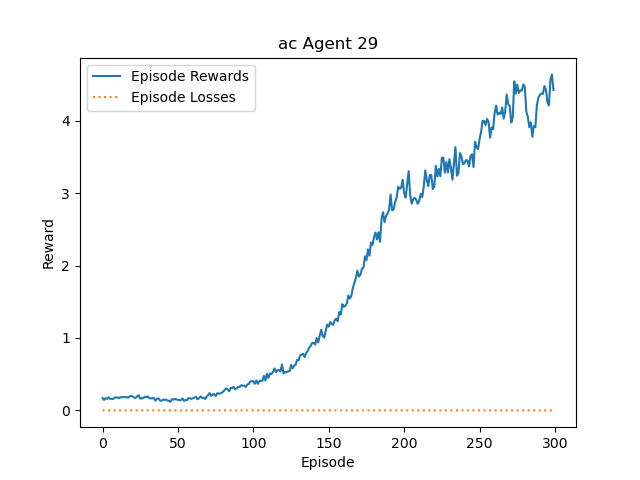 ac Agent 29
Episode Rewards
Episode Losses
4
3
2
1
0
Reward
0 50 100 150 200 250 300
Episode